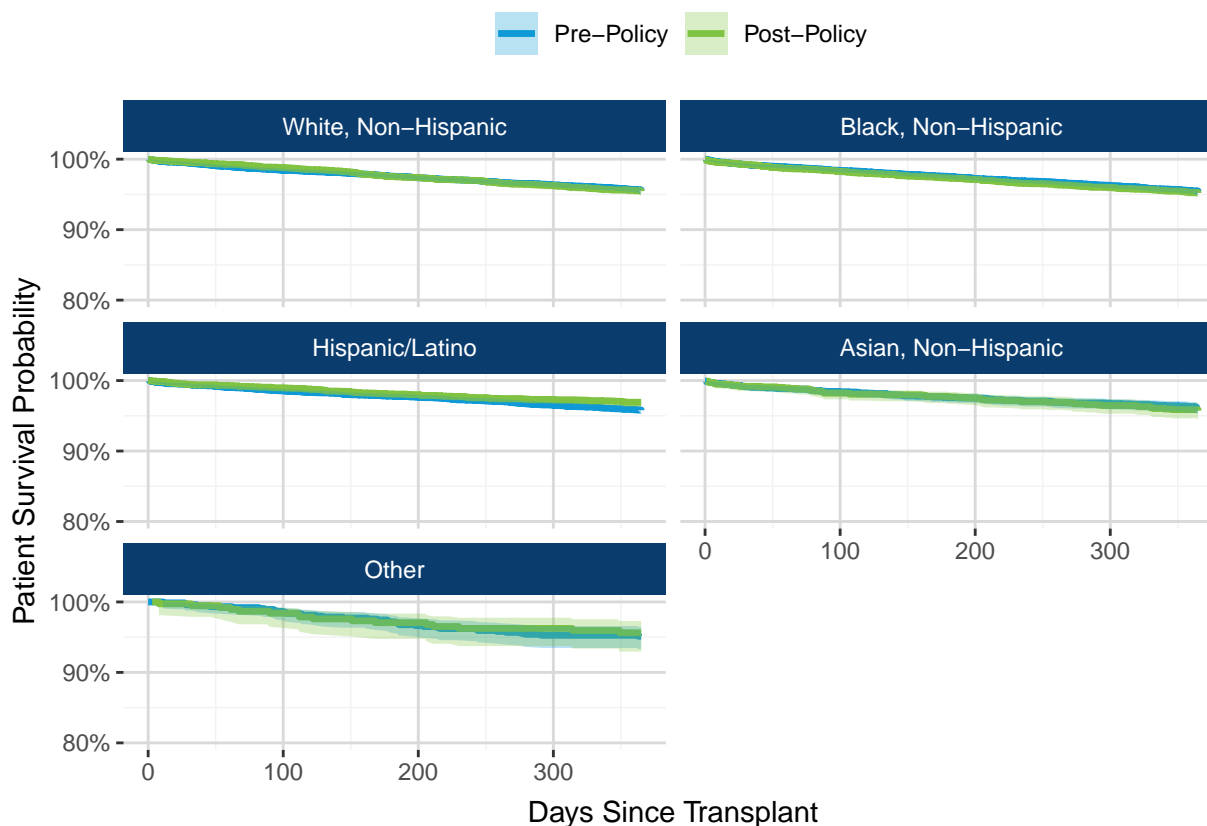 Pre−Policy Post−Policy
White, Non−Hispanic
Black, Non−Hispanic
100%
90%
80%
Hispanic/Latino
Asian, Non−Hispanic
100%
90%
80%
0 100 200 300
Other
100%
90%
80%
0 100 200 300
Patient Survival Probability
Days Since Transplant